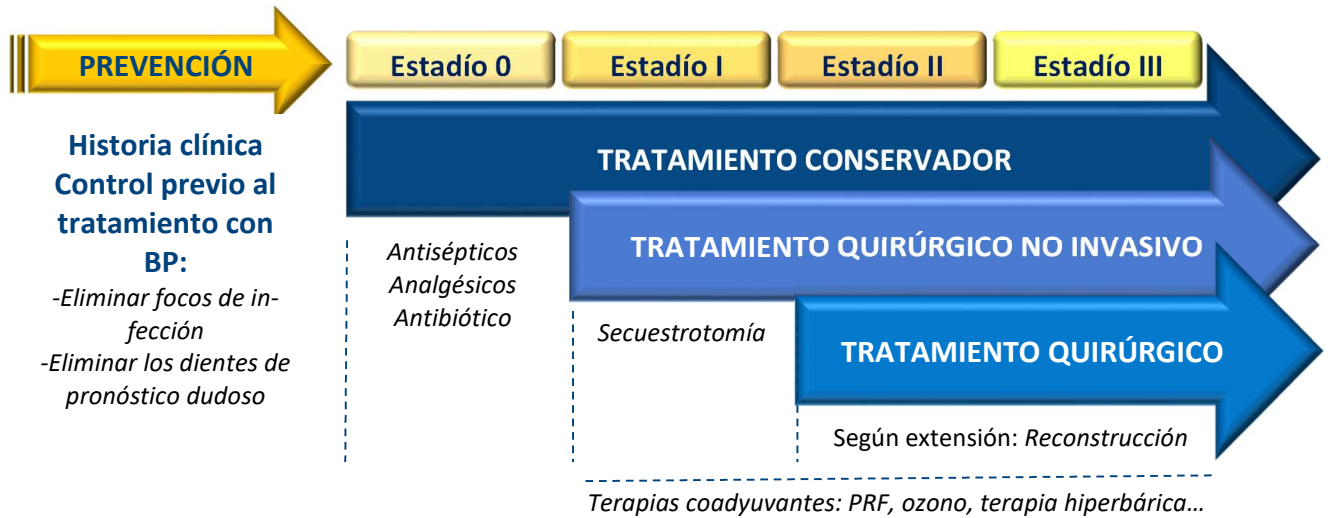 PREVENCIÓN
Estadío 0
Estadío I
Estadío II
Estadío III
Historia clínica
Control previo al
tratamiento con
BP:
-Eliminar focos de in-
fección
-Eliminar los dientes de
pronóstico dudoso
TRATAMIENTO CONSERVADOR
Antisépticos
Analgésicos
Antibiótico
TRATAMIENTO QUIRÚRGICO NO INVASIVO
Secuestrotomía
TRATAMIENTO QUIRÚRGICO
Según extensión: Reconstrucción
Terapias coadyuvantes: PRF, ozono, terapia hiperbárica…